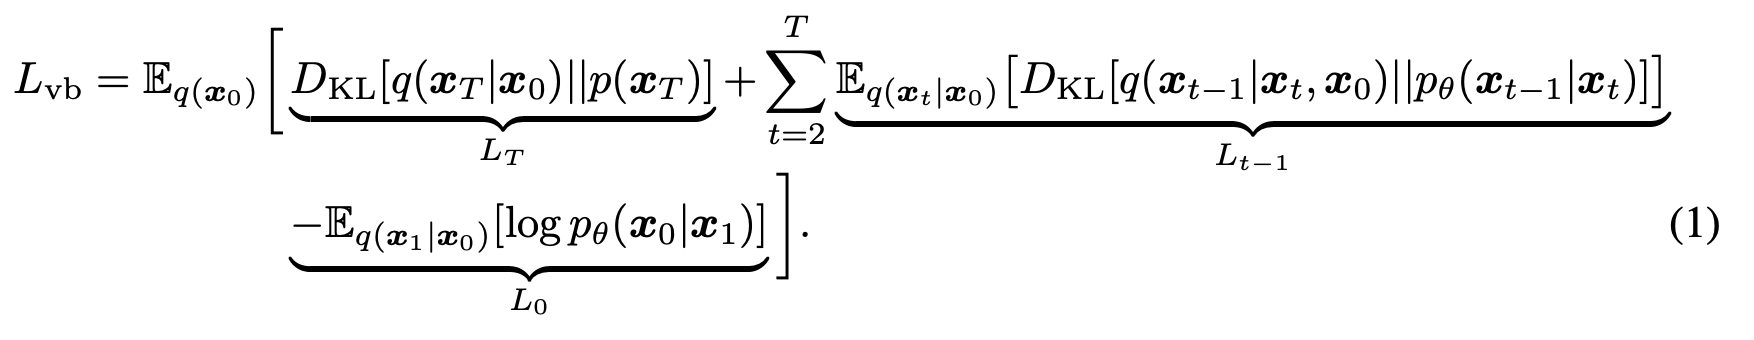 L_vb = 𝔼_{q(𝒙_0)} [ D_KL[q(𝒙_T|𝒙_0)||p(𝒙_T)] + ∑_{t=2}^{T} 𝔼_{q(𝒙_t|𝒙_0)} [D_KL[q(𝒙_{t−1}|𝒙_t, 𝒙_0)||p_θ(𝒙_{t−1}|𝒙_t)]]
L_T L_{t−1}
−𝔼_{q(𝒙_1|𝒙_0)}[log p_θ(𝒙_0|𝒙_1)] ]. (1)
L_0